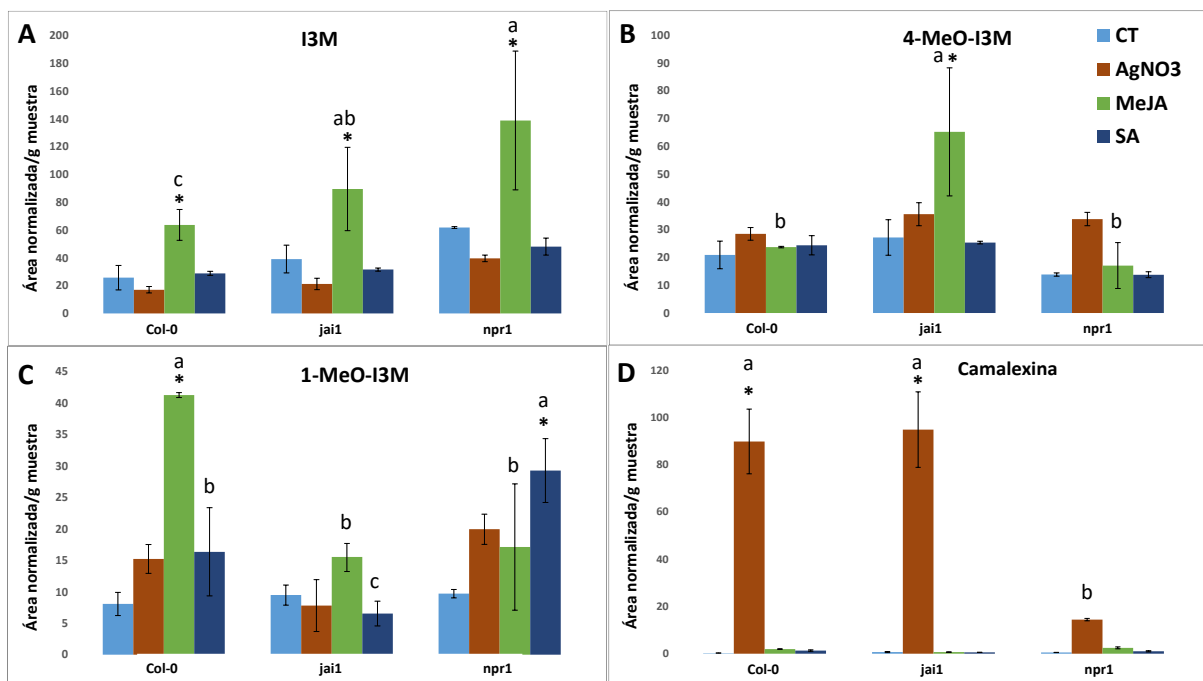 A
I3M
Área normalizada/g muestra
200
180
160
140
120
100
80
60
40
20
0
c
*
ab
*
a
*
Col-0
jai1
npr1
B
4-MeO-I3M
CT
AgNO3
MeJA
SA
Área normalizada/g muestra
100
90
80
70
60
50
40
30
20
10
0
b
a *
b
Col-0
jai1
npr1
C
1-MeO-I3M
Área normalizada/g muestra
45
40
35
30
25
20
15
10
5
0
a
*
b
b
c
b
a
*
Col-0
jai1
npr1
D
Camalexina
Área normalizada/g muestra
120
100
80
60
40
20
0
a
*
a
*
b
Col-0
jai1
npr1